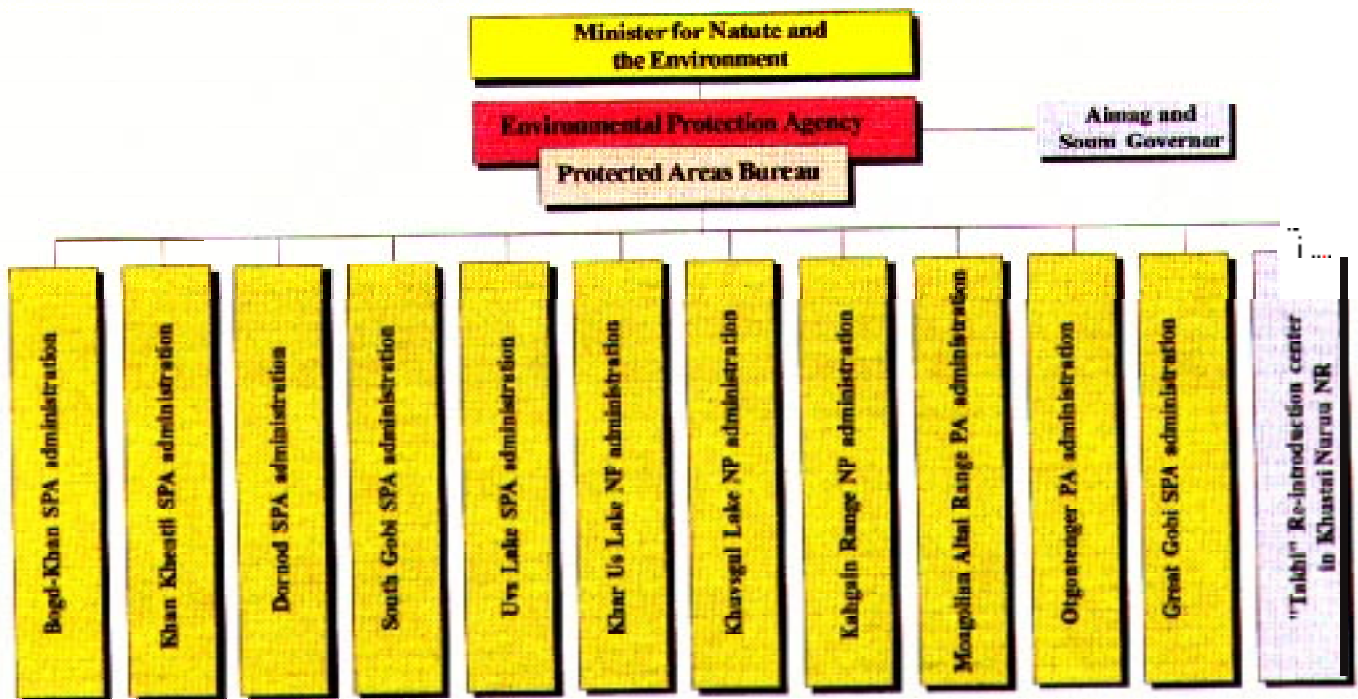 Minister for Natute and
the Environment
Environmental Protection Agency
Aimag and
Soum Governor
Protected Areas Bureau
Bogd-Khan SPA administration
Khan Khentii SPA administration
Dornod SPA administration
South Gobi SPA administration
Uvs Lake SPA administration
Khar Us Lake NP administration
Khuvsgul Lake NP administration
Kahgain Range NP administration
Mongolian Altai Range PA administration
Otgontenger PA administration
Great Gobi SPA administration
"Takhi" Re-introduction center
in Khustai Nuruu NR